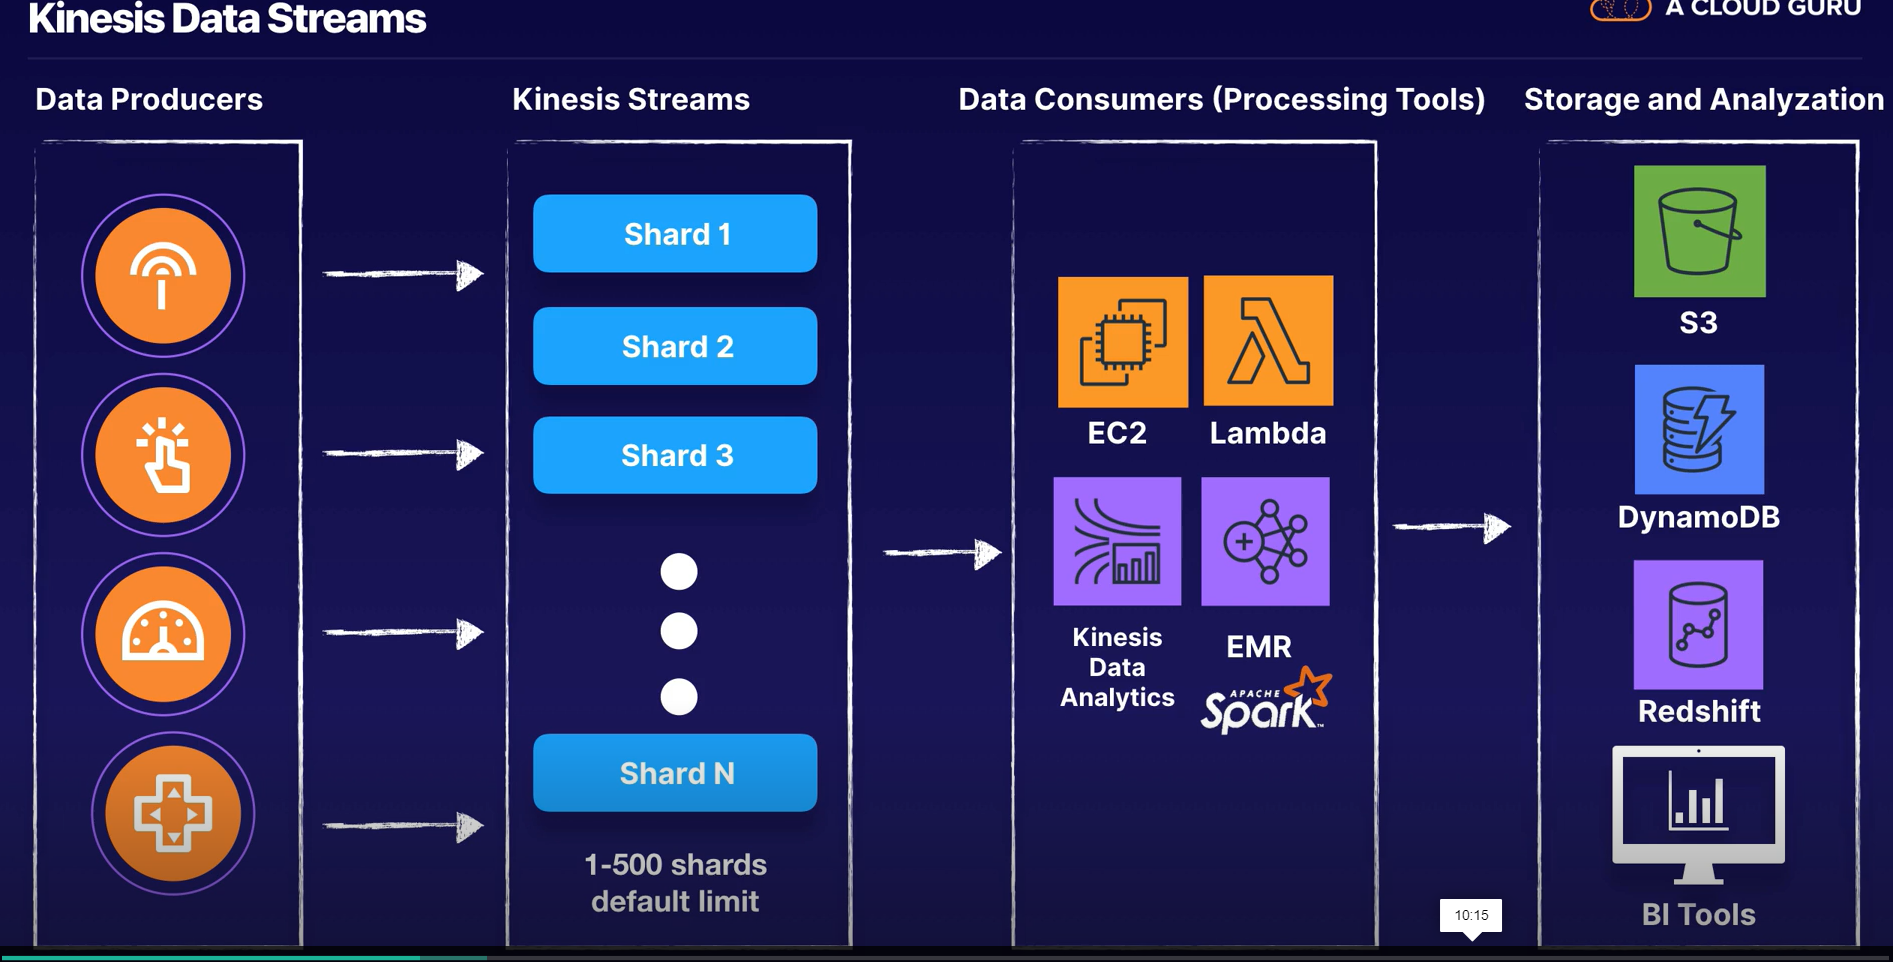 Kinesis Data Streams
A CLOUD GURU
Data Producers
Kinesis Streams
Data Consumers (Processing Tools)
Storage and Analyzation
Shard 1
Shard 2
Shard 3
Shard N
1-500 shards
default limit
EC2
Lambda
Kinesis
Data
Analytics
EMR
APACHE
Spark™
S3
DynamoDB
Redshift
BI Tools
10:15